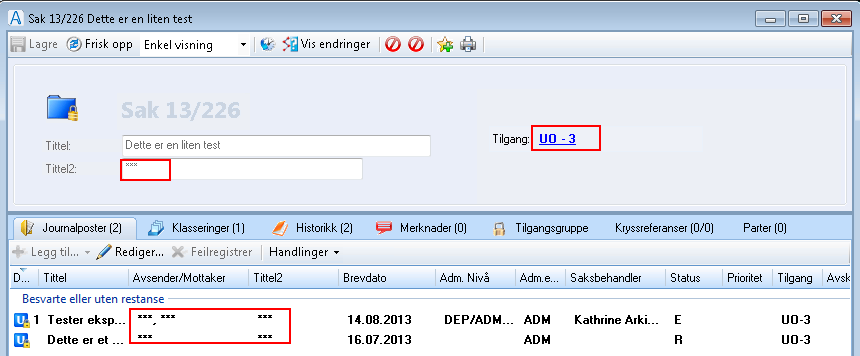 Sak 13/226 Dette er en liten test
Lagre Frisk opp Enkel visning Vis endringer
Sak 13/226
Tittel: Dette er en liten test
Tilgang: UO - 3
Tittel2: ***
Journalposter (2) Klasseringer (1) Historikk (2) Merknader (0) Tilgangsgruppe Kryssreferanser (0/0) Parter (0)
Legg til... Rediger... Feilregistrer Handlinger
D... Tittel Avsender/Mottaker Tittel2 Brevdato Adm. Nivå Adm.e... Saksbehandler Status Prioritet Tilgang Avsk
Besvarte eller uten restanse
U 1 Tester eksp... ***, *** *** 14.08.2013 DEP/ADM... ADM Kathrine Arki... E UO-3
U Dette er et ... *** *** 16.07.2013 ADM R UO-3